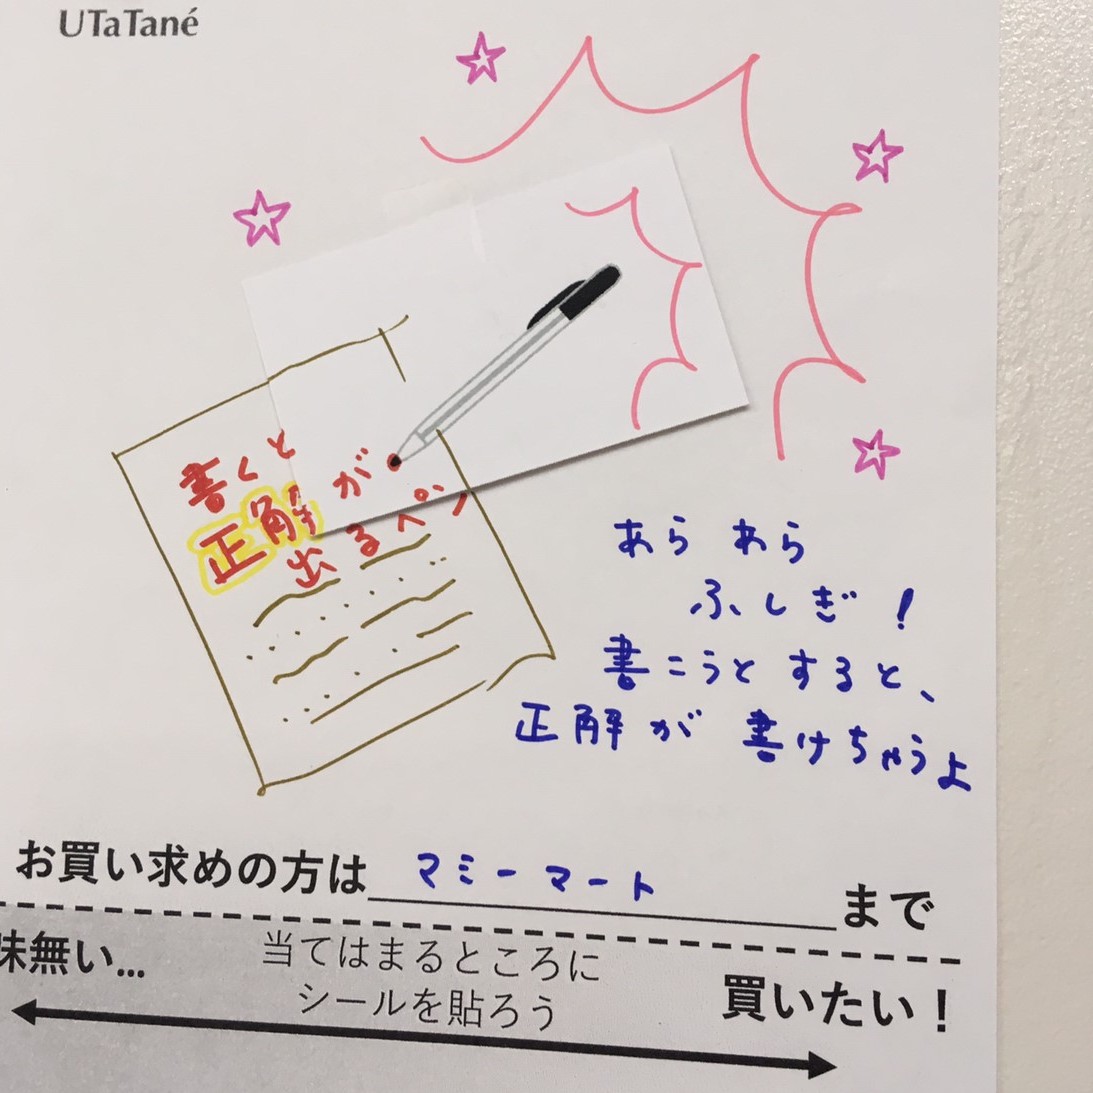 UTaTané
書くと
正解が
出るペン
あらあら
ふしぎ！
書こうとすると、
正解が書けちゃうよ
お買い求めの方はマミーマートまで
味無い...
当てはまるところに
シールを貼ろう
買いたい！